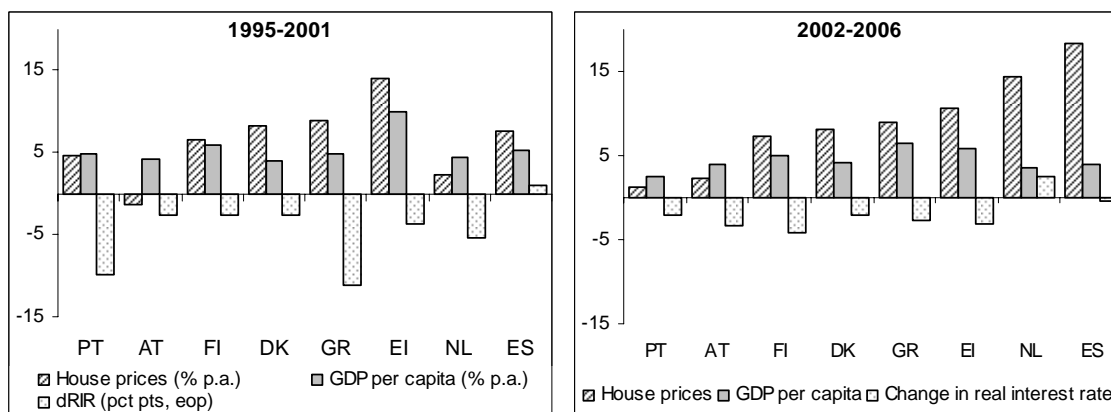 1995-2001
15
5
-5
-15
PT AT FI DK GR EI NL ES
House prices (% p.a.) GDP per capita (% p.a.)
dRIR (pct pts, eop)
2002-2006
15
5
-5
-15
PT AT FI DK GR EI NL ES
House prices GDP per capita Change in real interest rate